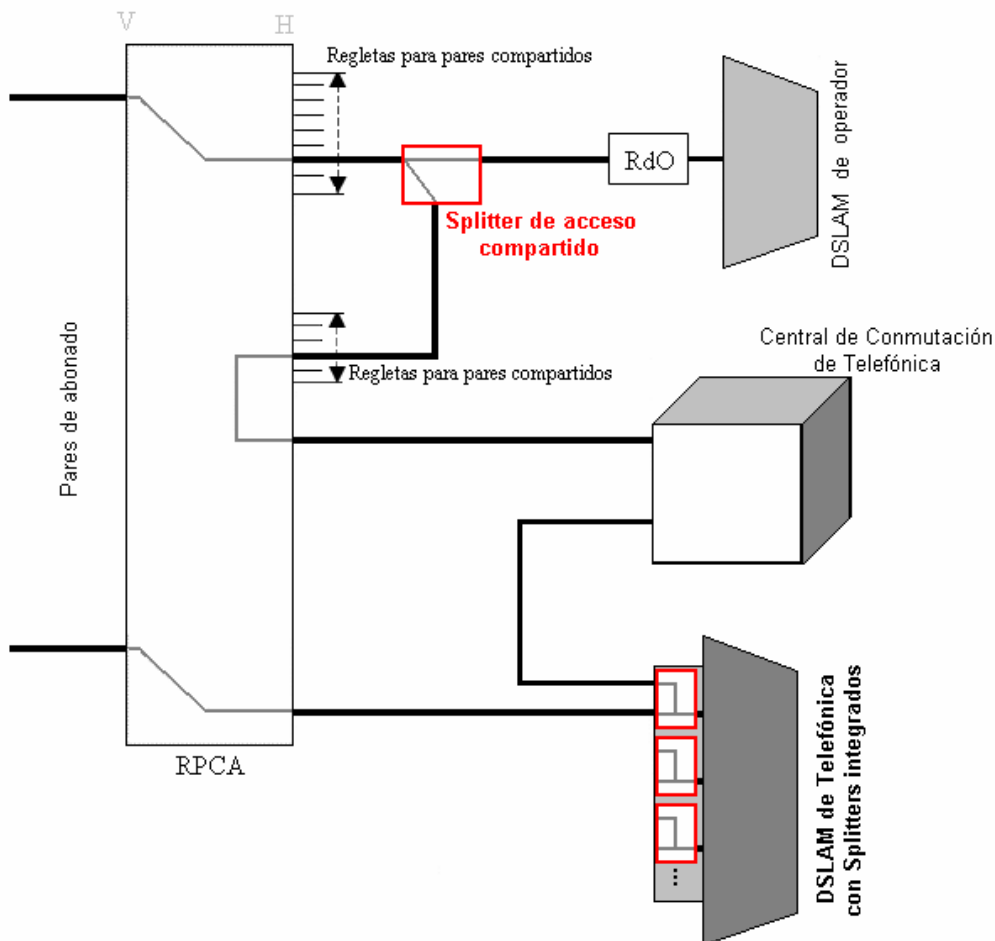 V
H
Regletas para pares compartidos
DSLAM de operador
RdO
Splitter de acceso
compartido
Pares de abonado
Regletas para pares compartidos
Central de Conmutación
de Telefónica
RPCA
DSLAM de Telefónica
con Splitters integrados
...